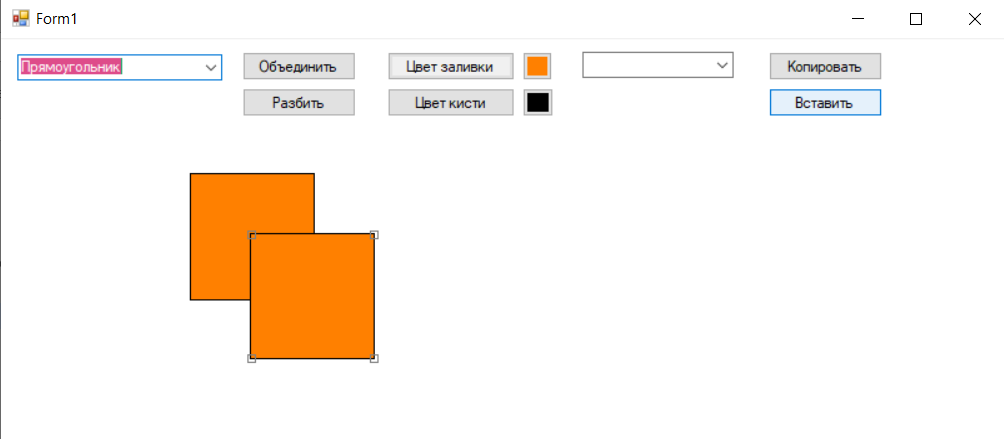 Form1
Прямоугольник
Объединить
Цвет заливки
Копировать
Разбить
Цвет кисти
Вставить